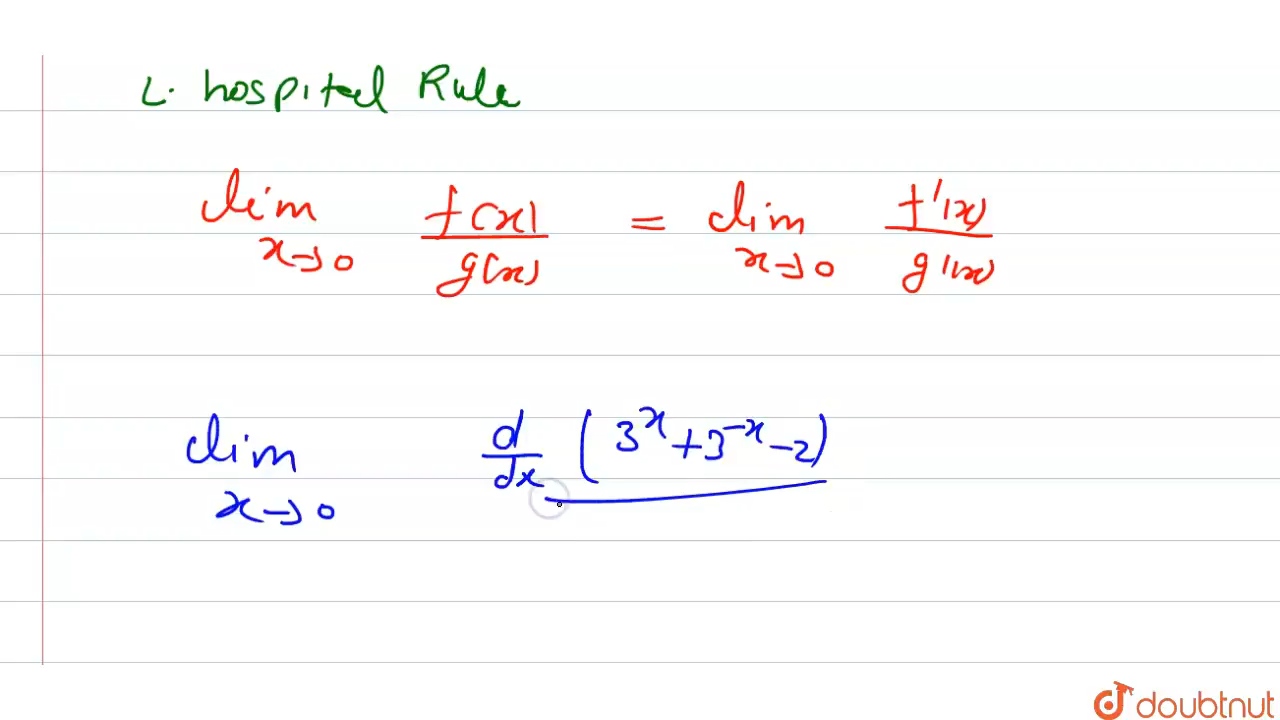 L. hospital Rule
lim x→0 f(x)/g(x) = lim x→0 f'(x)/g'(x)
lim x→0 d/dx (3^x+3^-x-2)
doubtnut